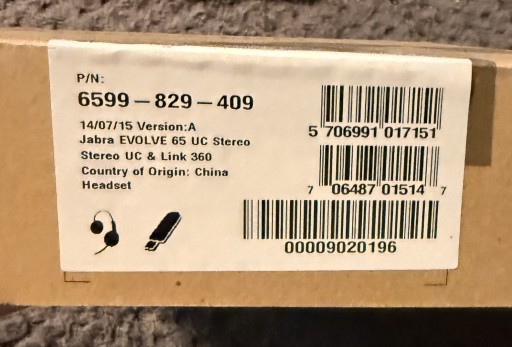 P/N:
6599-829-409
14/07/15 Version:A
Jabra EVOLVE 65 UC Stereo
Stereo UC & Link 360
Country of Origin: China
Headset
5 706991 017151
7 06487 01514 7
00009020196